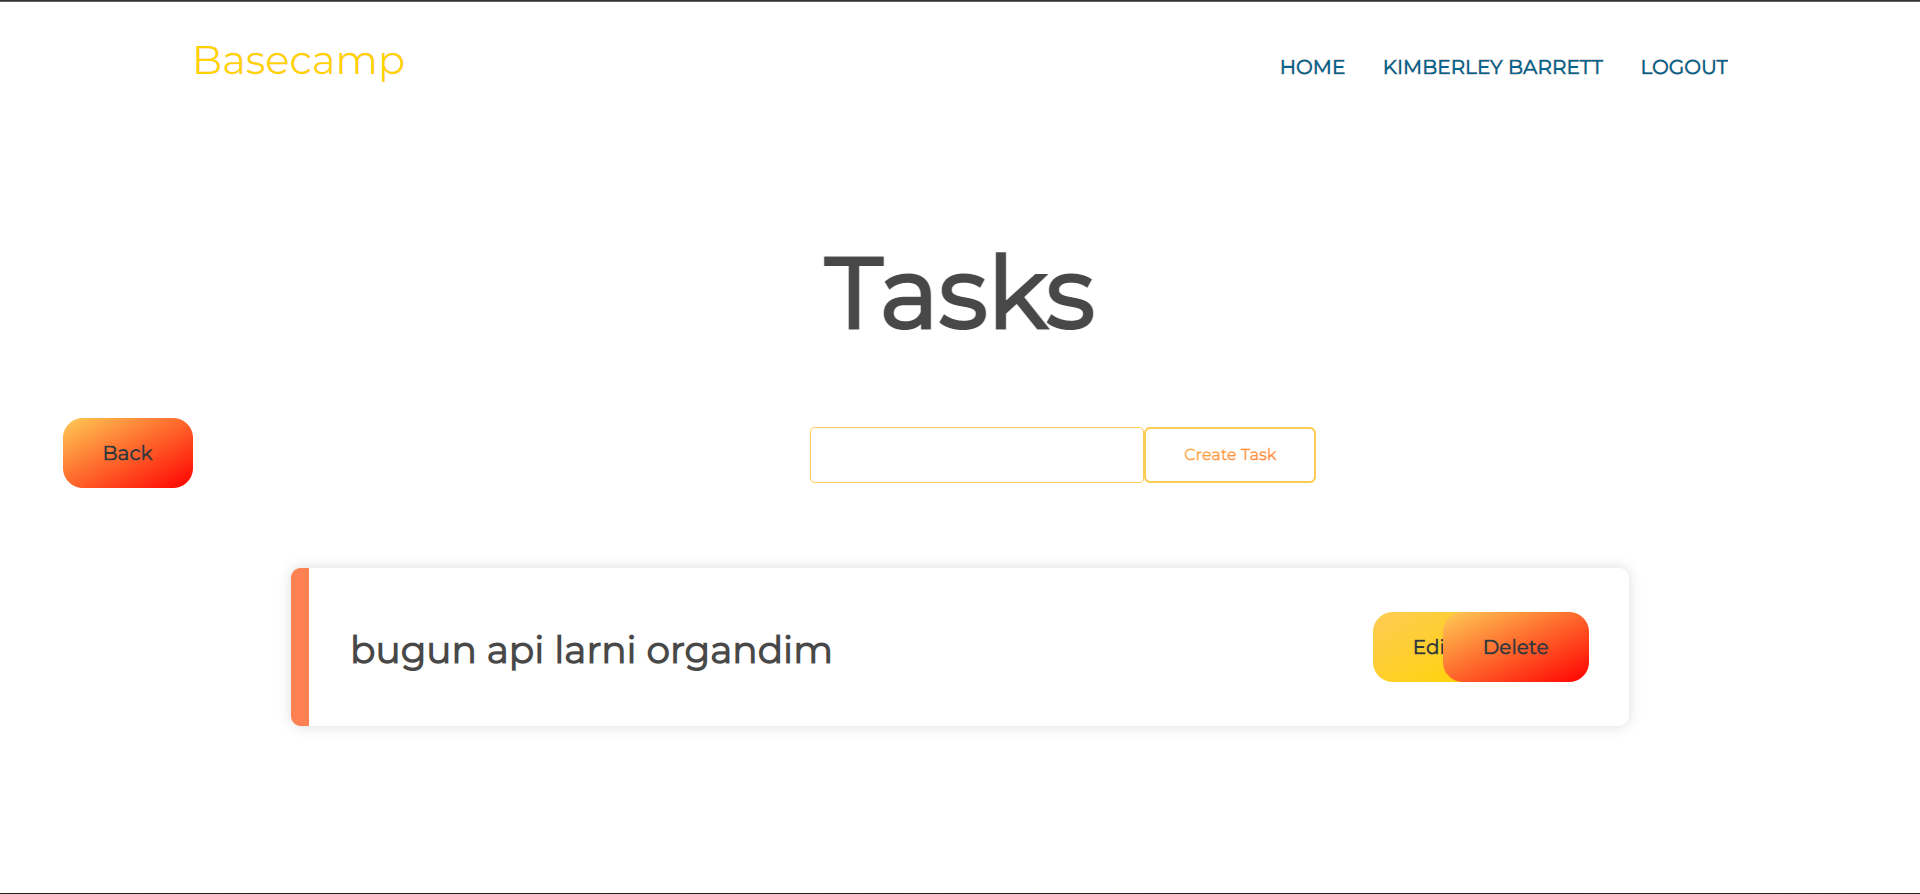 Basecamp
HOME KIMBERLEY BARRETT LOGOUT
Tasks
Back
Create Task
bugun api larni organdim
Edi Delete